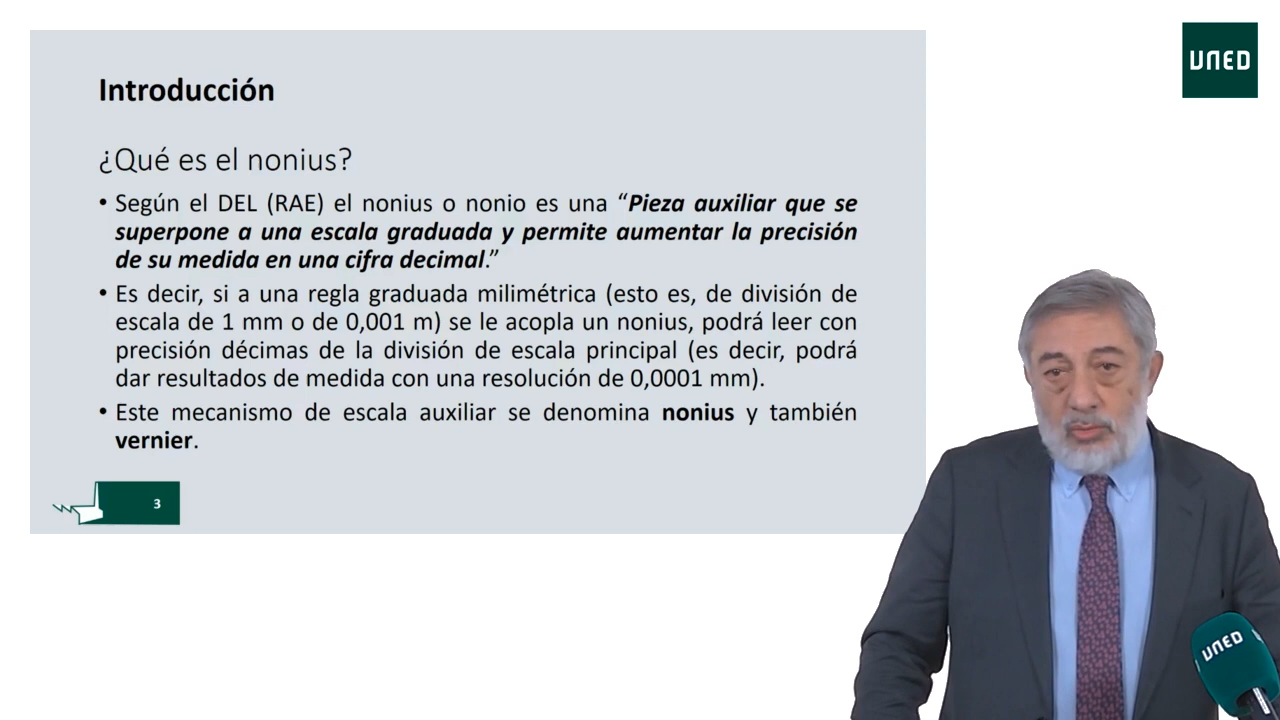 UNED
Introducción
¿Qué es el nonius?
• Según el DEL (RAE) el nonius o nonio es una “Pieza auxiliar que se
superpone a una escala graduada y permite aumentar la precisión
de su medida en una cifra decimal.”
• Es decir, si a una regla graduada milimétrica (esto es, de división de
escala de 1 mm o de 0,001 m) se le acopla un nonius, podrá leer con
precisión décimas de la división de escala principal (es decir, podrá
dar resultados de medida con una resolución de 0,0001 mm).
• Este mecanismo de escala auxiliar se denomina nonius y también
vernier.
3
UNED